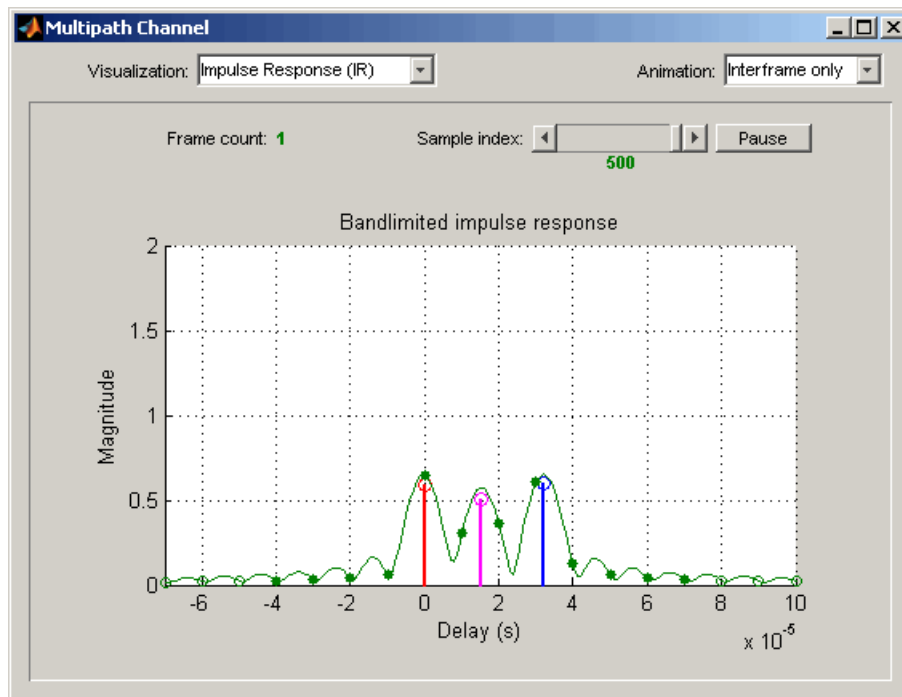 Multipath Channel
Visualization: Impulse Response (IR) Animation: Interframe only
Frame count: 1 Sample index: Pause
500
Bandlimited impulse response
2
1.5
1
0.5
0
Magnitude
-6 -4 -2 0 2 4 6 8 10
Delay (s)
x 10^-5